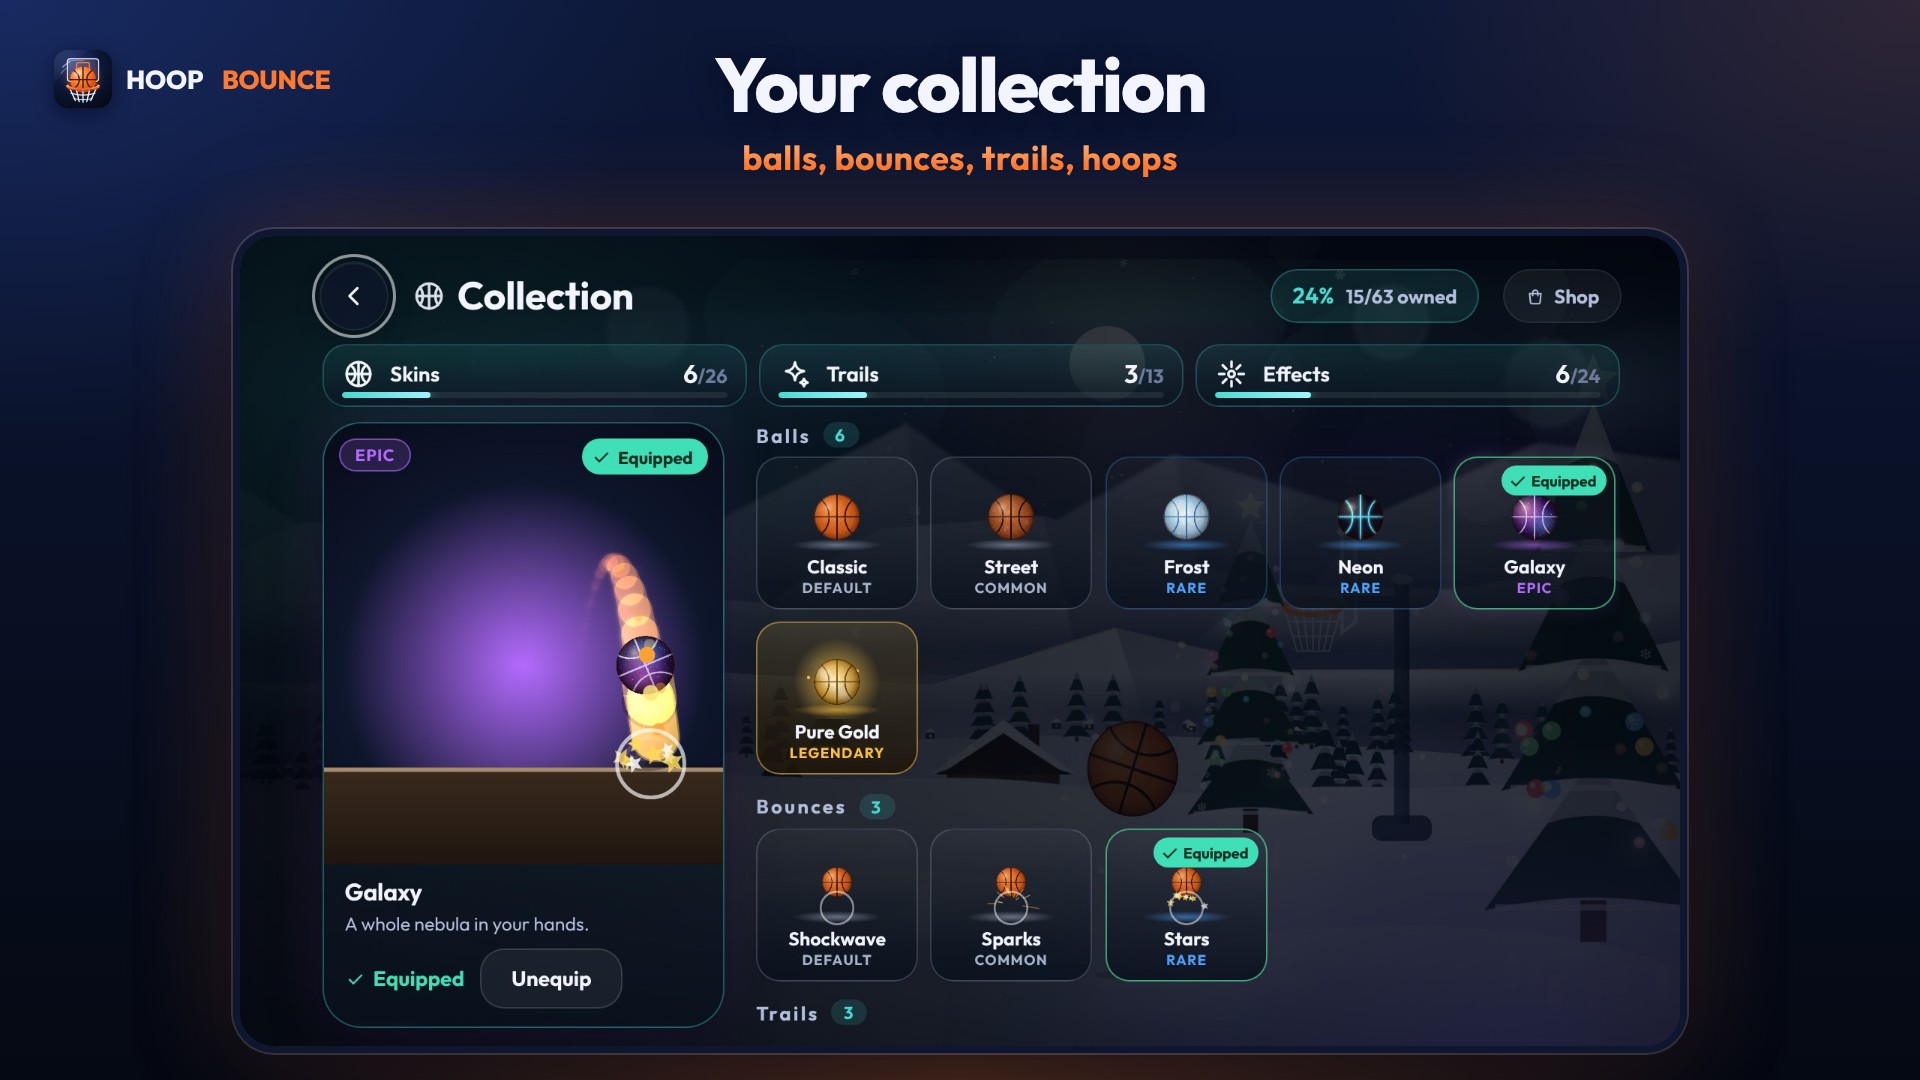 HOOP BOUNCE
Your collection
balls, bounces, trails, hoops
Collection
24% 15/63 owned
Shop
Skins 6/26
Trails 3/13
Effects 6/24
EPIC
Equipped
Galaxy
A whole nebula in your hands.
Equipped
Unequip
Balls 6
Classic
DEFAULT
Street
COMMON
Frost
RARE
Neon
RARE
Equipped
Galaxy
EPIC
Pure Gold
LEGENDARY
Bounces 3
Shockwave
DEFAULT
Sparks
COMMON
Equipped
Stars
RARE
Trails 3